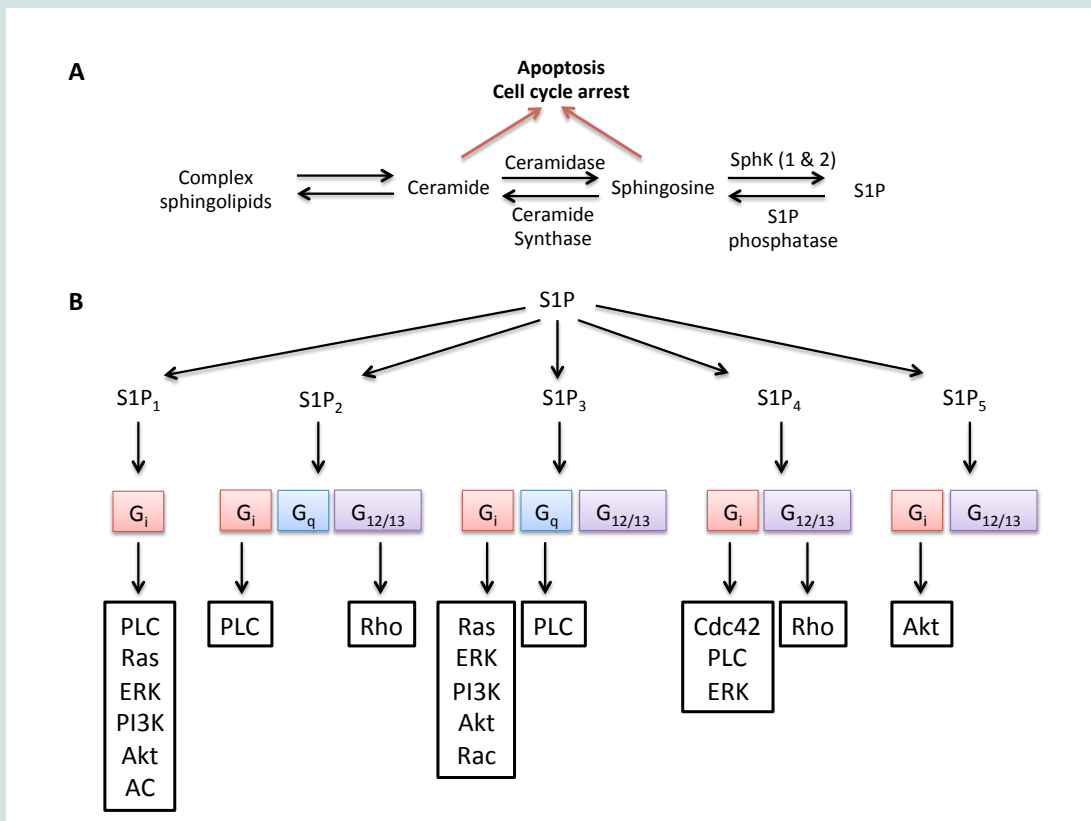 A
Apoptosis
Cell cycle arrest
Complex
sphingolipids
Ceramide
Ceramidase
Ceramide
Synthase
Sphingosine
SphK (1 & 2)
S1P
phosphatase
S1P
B
S1P
S1P₁
S1P₂
S1P₃
S1P₄
S1P₅
Gᵢ
Gᵢ
G_q
G₁₂/₁₃
Gᵢ
G_q
G₁₂/₁₃
Gᵢ
G₁₂/₁₃
Gᵢ
G₁₂/₁₃
PLC
Ras
ERK
PI3K
Akt
AC
PLC
Rho
Ras
ERK
PI3K
Akt
Rac
PLC
Cdc42
PLC
ERK
Rho
Akt